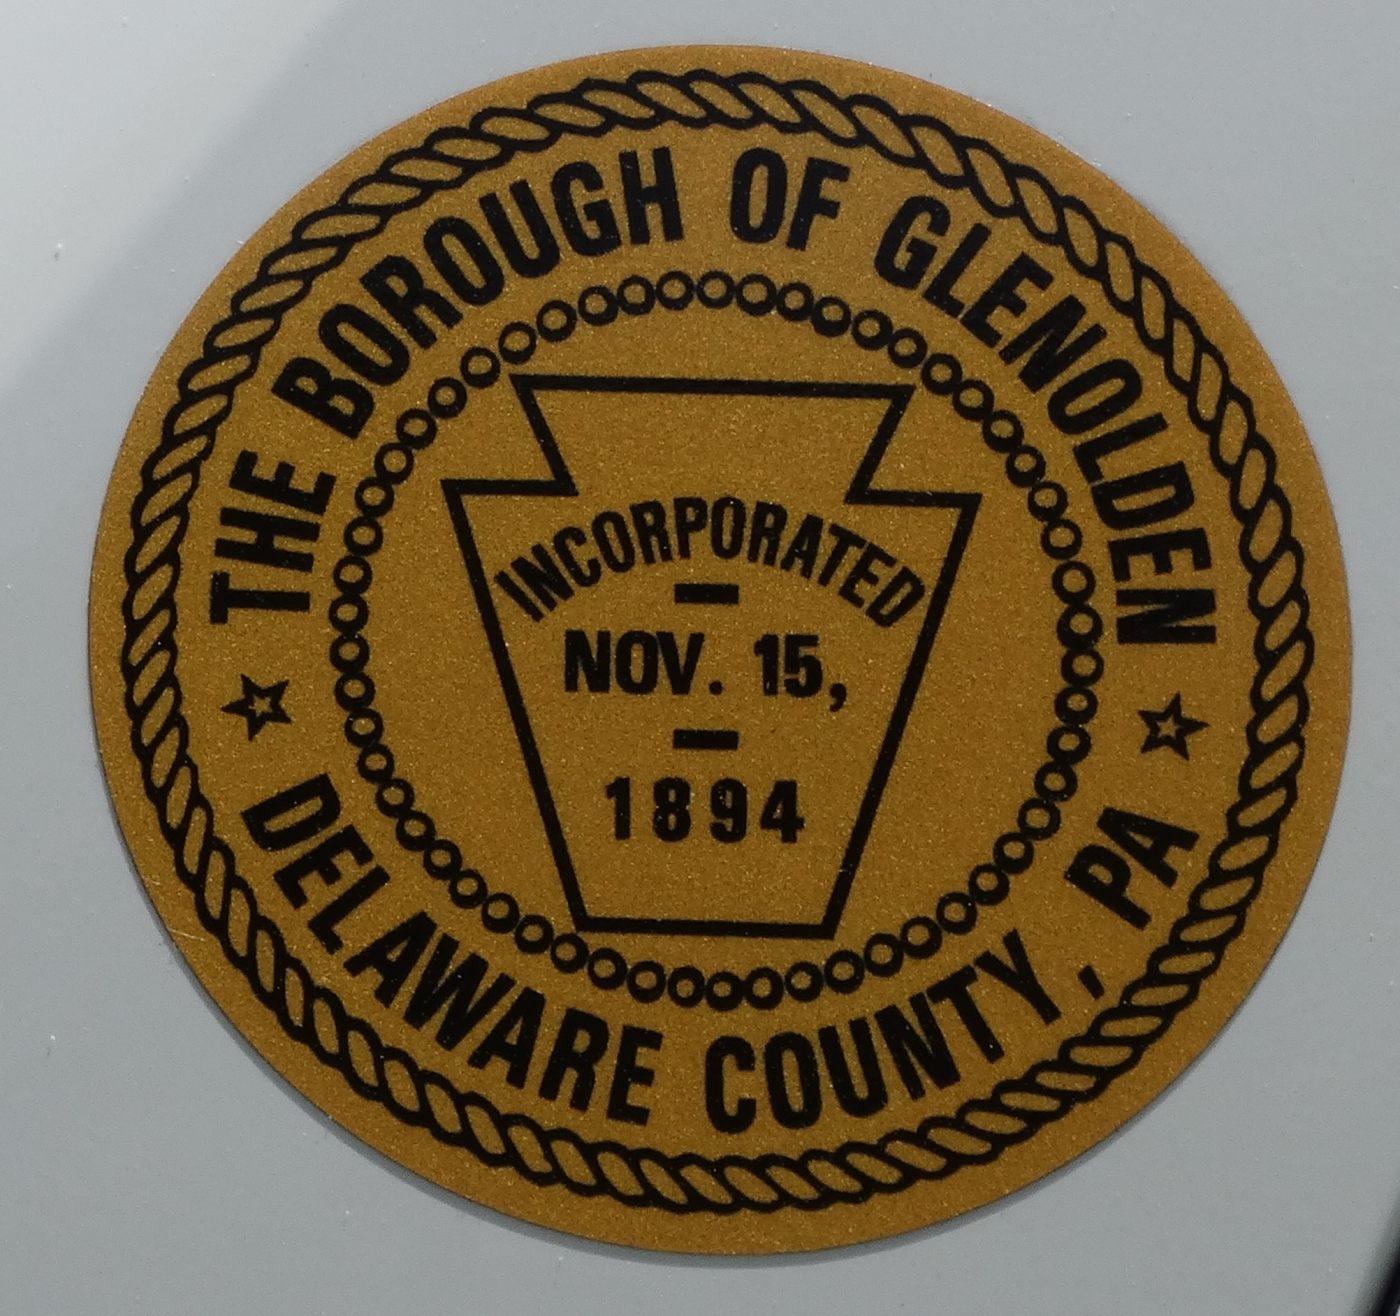 THE BOROUGH OF GLENOLDEN
INCORPORATED
NOV. 15,
1894
DELAWARE COUNTY, PA